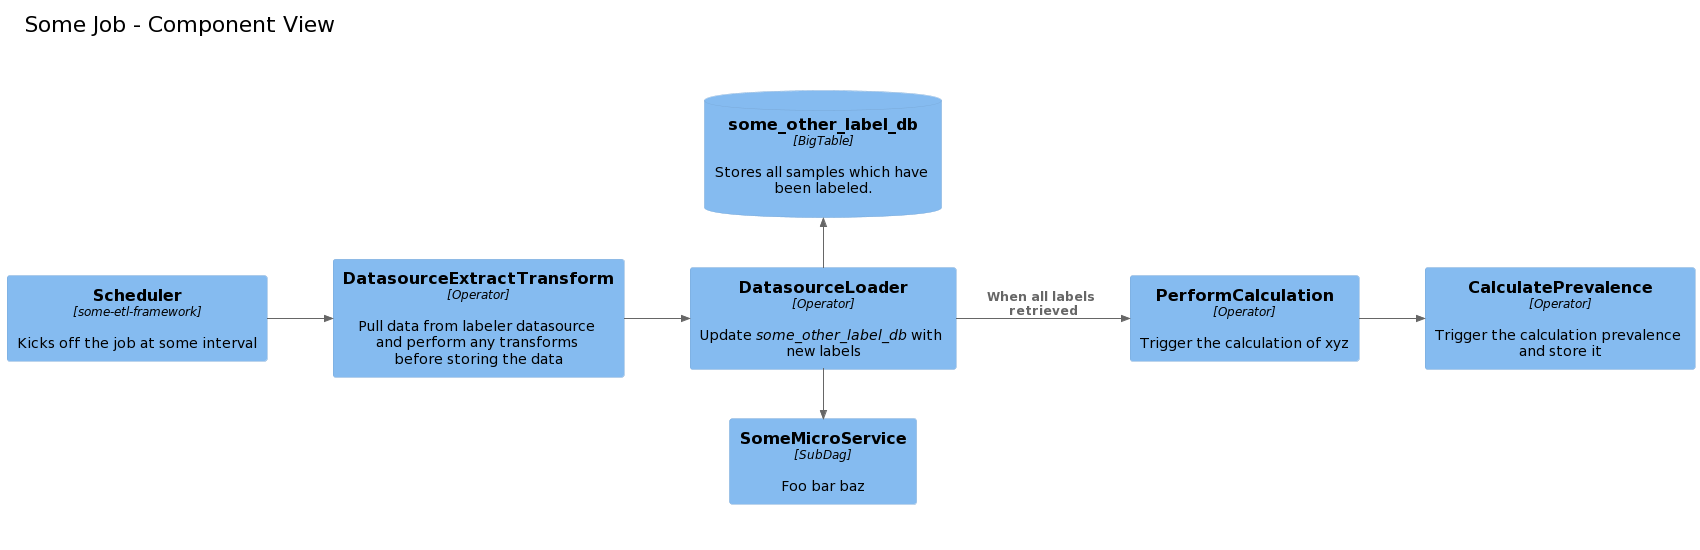 Some Job - Component View
some_other_label_db
[BigTable]
Stores all samples which have
been labeled.
Scheduler
[some-etl-framework]
Kicks off the job at some interval
DatasourceExtractTransform
[Operator]
Pull data from labeler datasource
and perform any transforms
before storing the data
DatasourceLoader
[Operator]
Update some_other_label_db with
new labels
When all labels
retrieved
PerformCalculation
[Operator]
Trigger the calculation of xyz
CalculatePrevalence
[Operator]
Trigger the calculation prevalence
and store it
SomeMicroService
[SubDag]
Foo bar baz